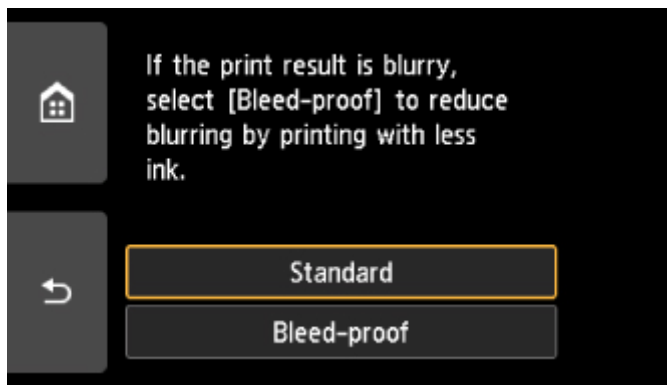 If the print result is blurry,
select [Bleed-proof] to reduce
blurring by printing with less
ink.
Standard
Bleed-proof